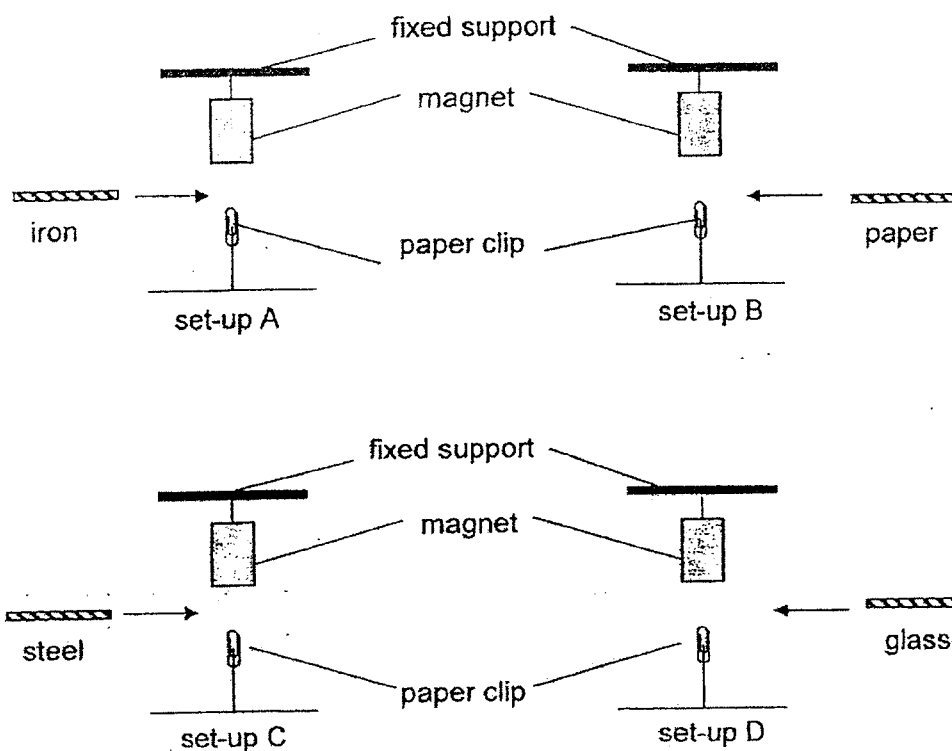 fixed support
magnet
iron
paper
paper clip
set-up A
set-up B
fixed support
magnet
steel
glass
paper clip
set-up C
set-up D